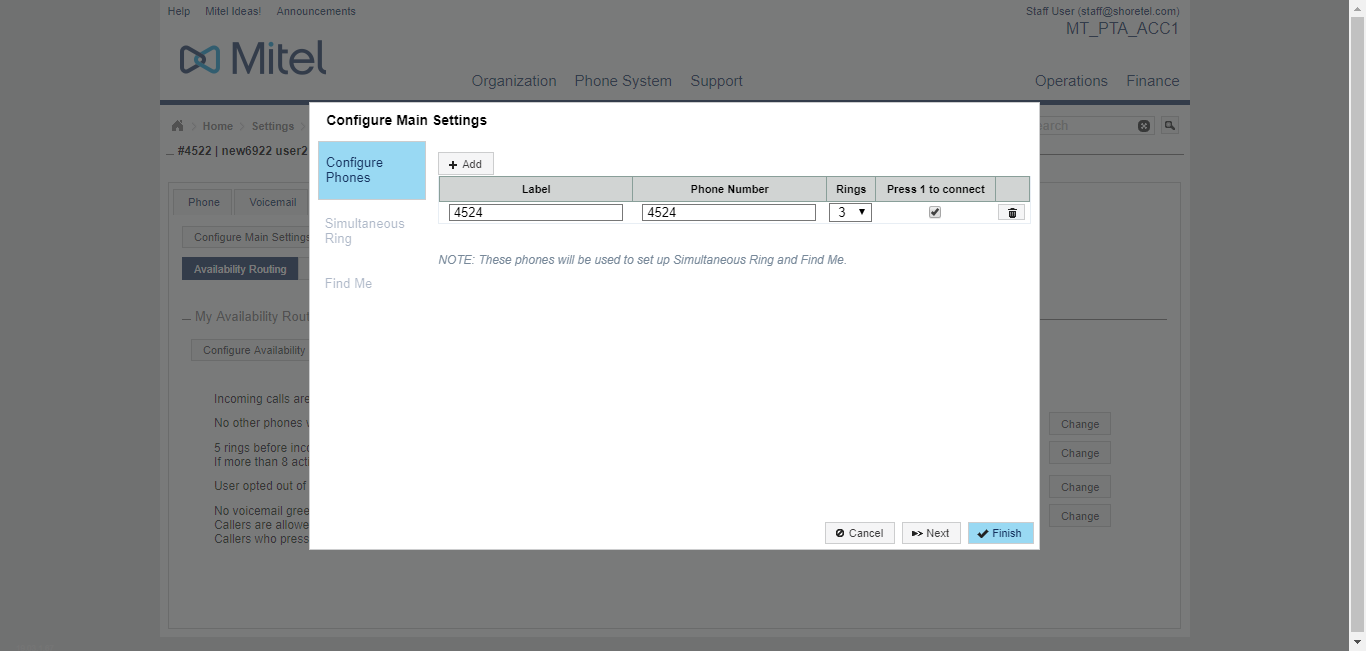 Help Mitel Ideas! Announcements Staff User (staff@shoretel.com)
MT_PTA_ACC1
Mitel
Organization Phone System Support Operations Finance
Configure Main Settings
Home Settings
#4522 | new6922 user2
Configure Phones
Add
Label Phone Number Rings Press 1 to connect
4524 4524 3
Phone Voicemail
Simultaneous Ring
Configure Main Settings
NOTE: These phones will be used to set up Simultaneous Ring and Find Me.
Availability Routing
Find Me
My Availability Rout
Configure Availability
Incoming calls are
No other phones Change
5 rings before inc
If more than 8 acti Change
User opted out of Change
No voicemail gree
Callers are allowe Change
Callers who press
Cancel Next Finish